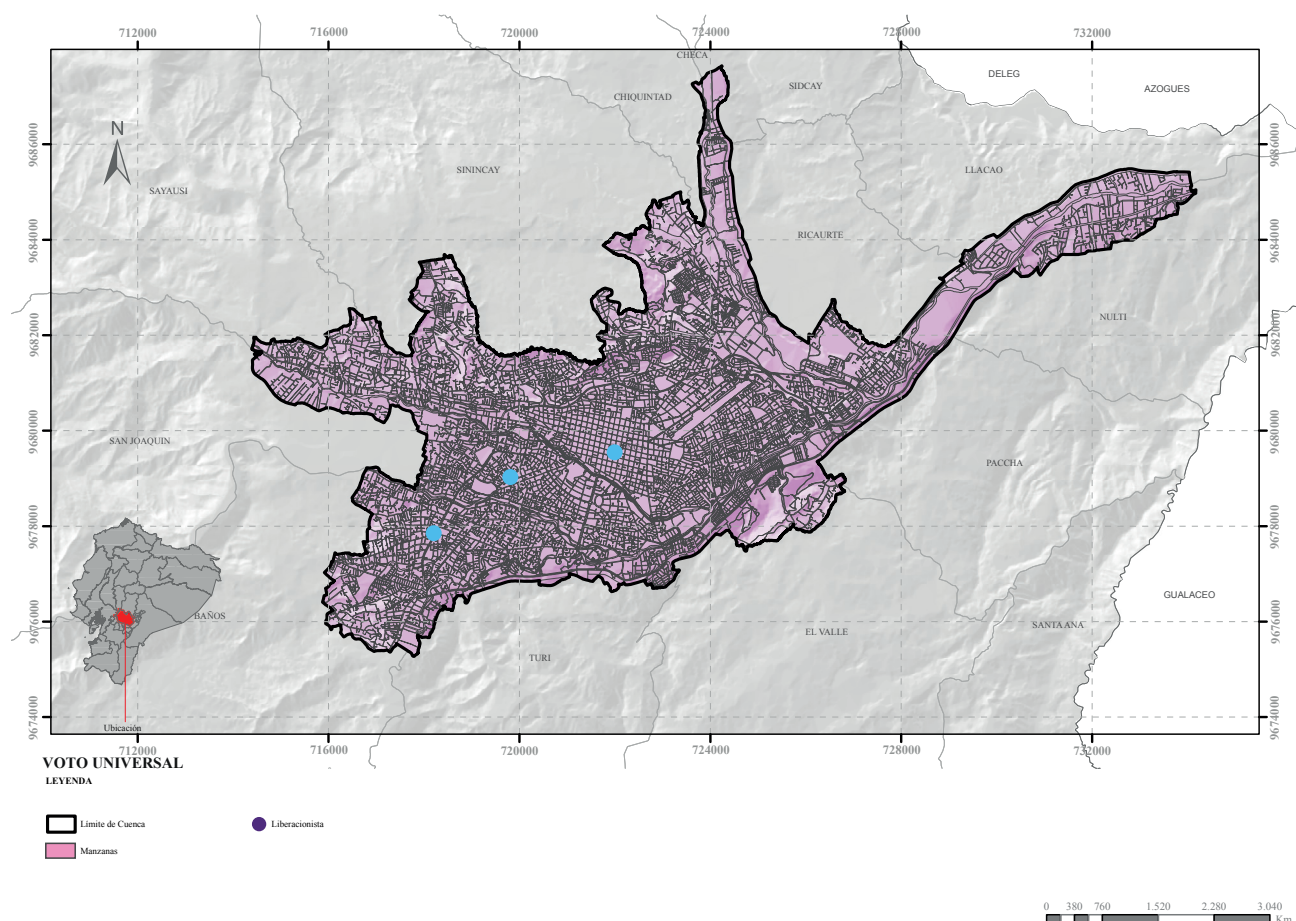 712000 716000 720000 724000 728000 732000
CHECA
DELEG
SIDCAY
AZOGUES
CHIQUINTAD
N
9686000 9686000
SININCAY LLACAO
SAYAUSI
RICAURTE
9684000 9684000
NULTI
9682000 9682000
SAN JOAQUIN
9680000 9680000
PACCHA
9678000 9678000
GUALACEO
BAÑOS
9676000 9676000
EL VALLE SANTA ANA
TURI
9674000 9674000
Ubicación
712000 716000 720000 724000 728000 732000
VOTO UNIVERSAL
LEYENDA
Límite de Cuenca Liberacionista
Manzanas
0 380 760 1.520 2.280 3.040
Km